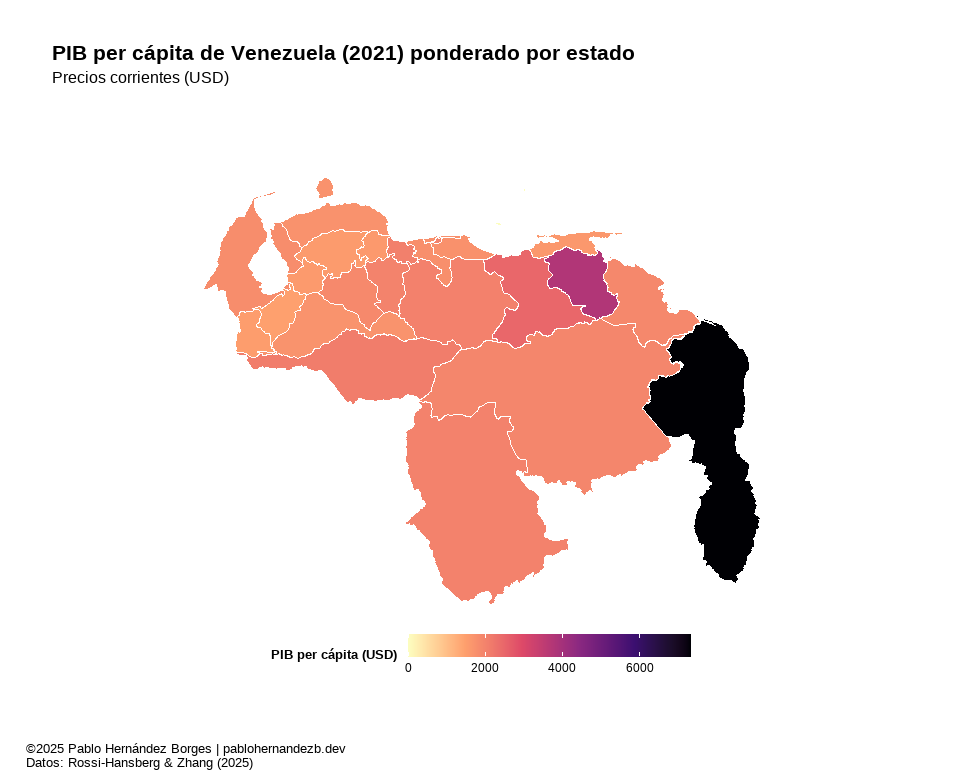 PIB per cápita de Venezuela (2021) ponderado por estado
Precios corrientes (USD)
PIB per cápita (USD)
0 2000 4000 6000
©2025 Pablo Hernández Borges | pablohernandezb.dev
Datos: Rossi-Hansberg & Zhang (2025)